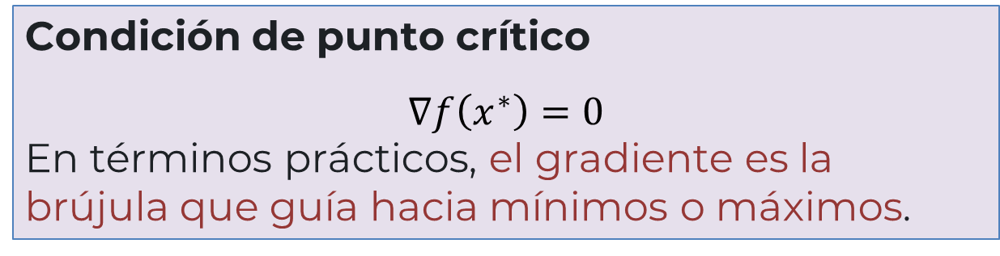 Condición de punto crítico
∇f(x*) = 0
En términos prácticos, el gradiente es la
brújula que guía hacia mínimos o máximos.